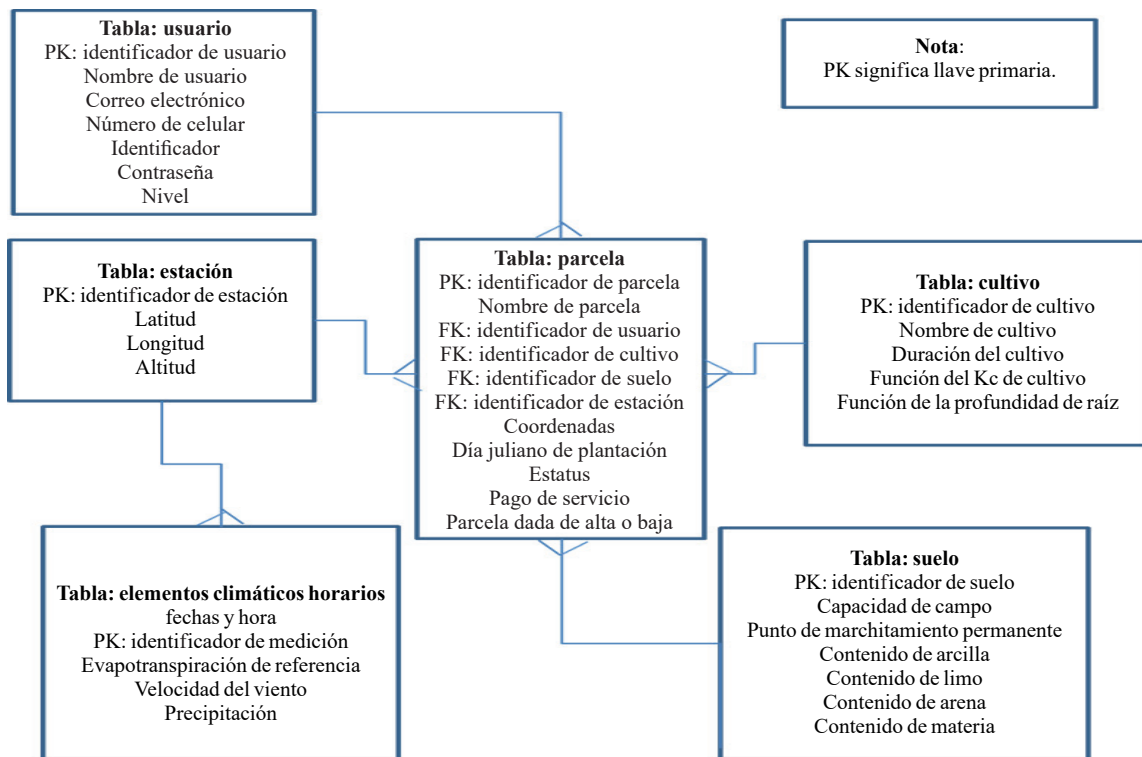 Tabla: usuario
PK: identificador de usuario
Nombre de usuario
Correo electrónico
Número de celular
Identificador
Contraseña
Nivel
Nota:
PK significa llave primaria.
Tabla: estación
PK: identificador de estación
Latitud
Longitud
Altitud
Tabla: parcela
PK: identificador de parcela
Nombre de parcela
FK: identificador de usuario
FK: identificador de cultivo
FK: identificador de suelo
FK: identificador de estación
Coordenadas
Día juliano de plantación
Estatus
Pago de servicio
Parcela dada de alta o baja
Tabla: cultivo
PK: identificador de cultivo
Nombre de cultivo
Duración del cultivo
Función del Kc de cultivo
Función de la profundidad de raíz
Tabla: elementos climáticos horarios
fechas y hora
PK: identificador de medición
Evapotranspiración de referencia
Velocidad del viento
Precipitación
Tabla: suelo
PK: identificador de suelo
Capacidad de campo
Punto de marchitamiento permanente
Contenido de arcilla
Contenido de limo
Contenido de arena
Contenido de materia